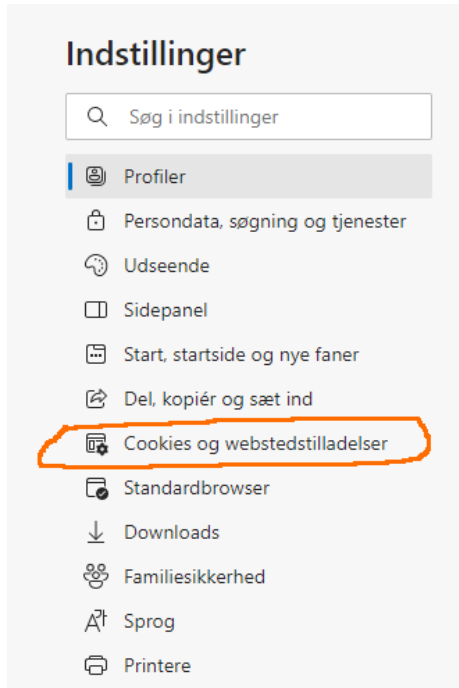 Indstillinger
Søg i indstillinger
Profiler
Persondata, søgning og tjenester
Udseende
Sidepanel
Start, startside og nye faner
Del, kopiér og sæt ind
Cookies og webstedstilladelser
Standardbrowser
Downloads
Familiesikkerhed
Sprog
Printere